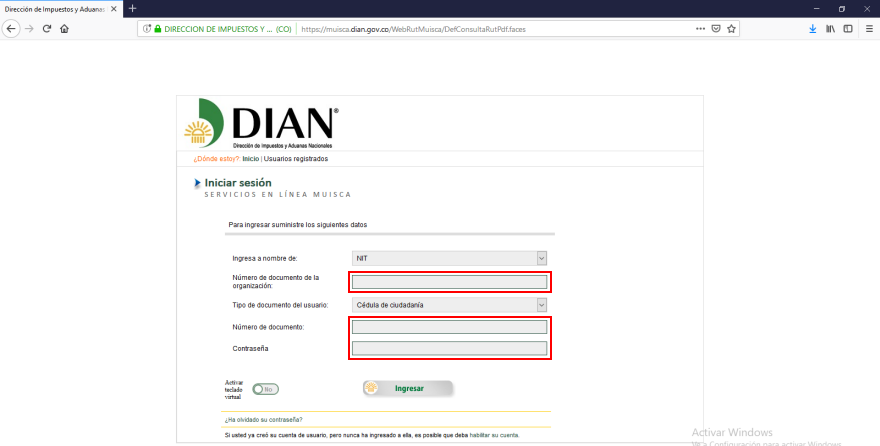 Dirección de Impuestos y Aduanas
DIRECCION DE IMPUESTOS Y ... (CO)
https://muisca.dian.gov.co/WebRutMuisca/DefConsultaRutPdf.faces
DIAN®
Dirección de Impuestos y Aduanas Nacionales
¿Dónde estoy?: Inicio | Usuarios registrados
Iniciar sesión
SERVICIOS EN LÍNEA MUISCA
Para ingresar suministre los siguientes datos
Ingresa a nombre de:
NIT
Número de documento de la
organización:
Tipo de documento del usuario:
Cédula de ciudadanía
Número de documento:
Contraseña
Activar
teclado
virtual
No
Ingresar
¿Ha olvidado su contraseña?
Si usted ya creó su cuenta de usuario, pero nunca ha ingresado a ella, es posible que deba habilitar su cuenta.
Activar Windows
a Configuración para activar Windows